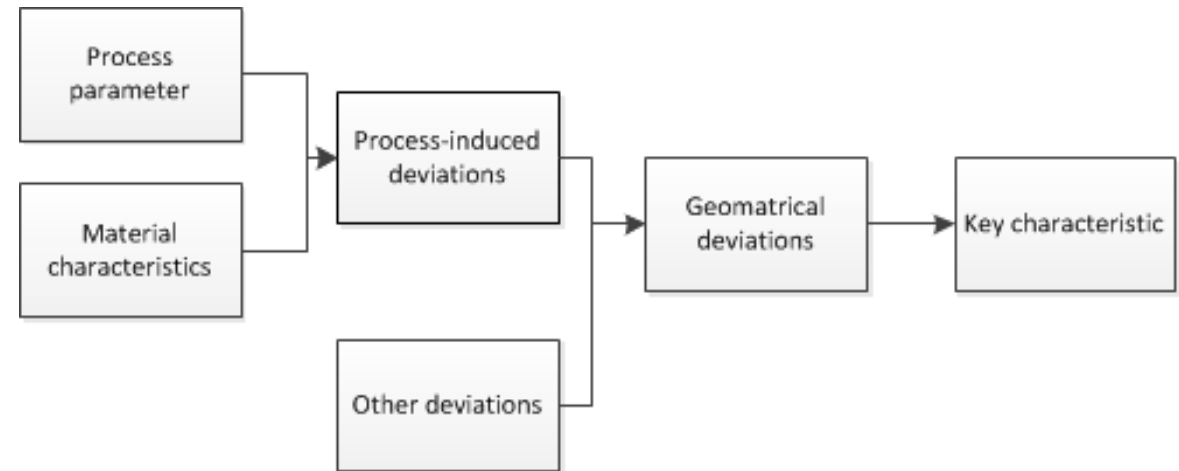 Process
parameter
Material
characteristics
Process-induced
deviations
Other deviations
Geomatrical
deviations
Key characteristic